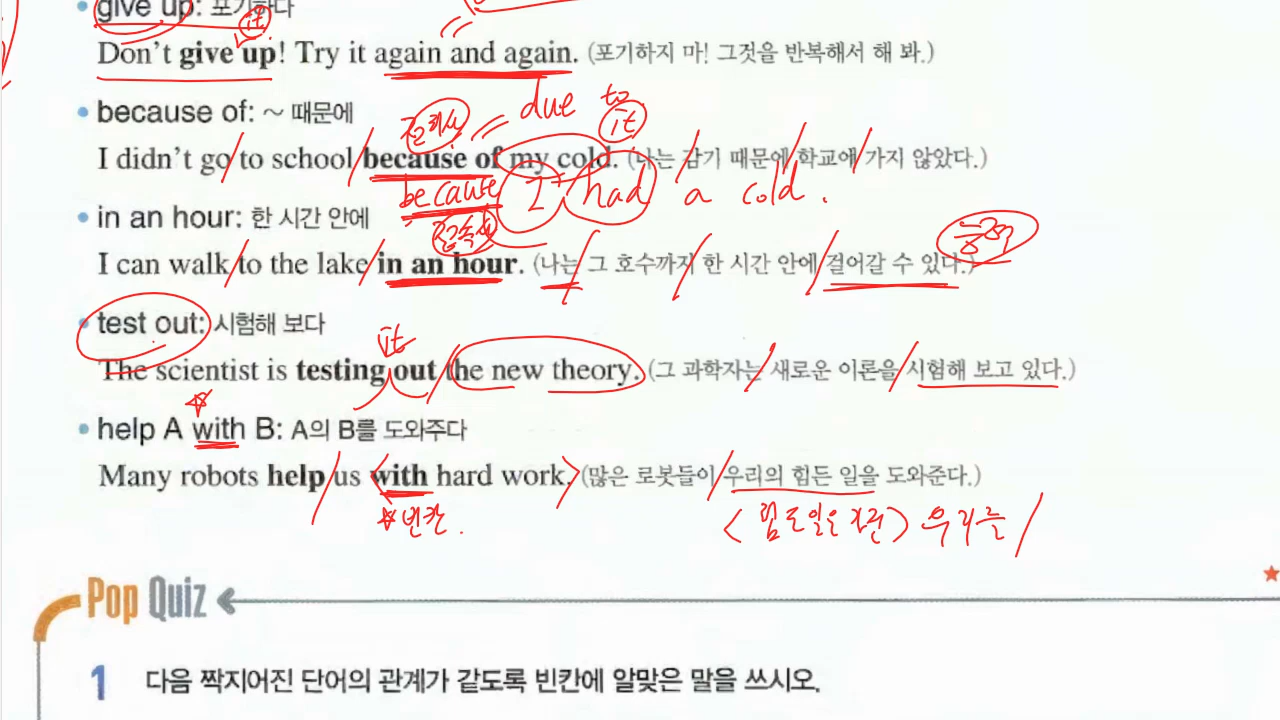 give up: 포기하다
it
Don't give up! Try it again and again. (포기하지 마! 그것을 반복해서 해 봐.)
because of: ~ 때문에
due to
it
I didn't go to school because of my cold. (나는 감기 때문에 학교에 가지 않았다.)
because I had a cold.
in an hour: 한 시간 안에
접속사
I can walk to the lake in an hour. (나는 그 호수까지 한 시간 안에 걸어갈 수 있다.)
test out: 시험해 보다
it
The scientist is testing out the new theory. (그 과학자는 새로운 이론을 시험해 보고 있다.)
help A with B: A의 B를 도와주다
Many robots help us with hard work. (많은 로봇들이 우리의 힘든 일을 도와준다.)
빈칸.
우리를
Pop Quiz
1 다음 짝지어진 단어의 관계가 같도록 빈칸에 알맞은 말을 쓰시오.